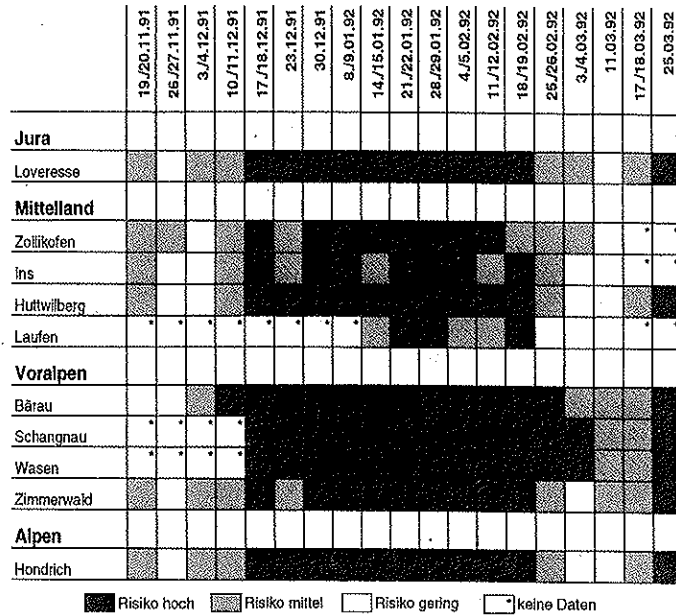 19./20.11.91
26./27.11.91
3./4.12.91
10./11.12.91
17./18.12.91
23.12.91
30.12.91
8./9.01.92
14./15.01.92
21./22.01.92
28./29.01.92
4./5.02.92
11./12.02.92
18./19.02.92
25./26.02.92
3./4.03.92
11.03.92
17./18.03.92
25.03.92
Jura
Loveresse
Mittelland
Zollikofen * *
Ins * *
Huttwilberg
Laufen * * * * * * * * * *
Voralpen
Bärau
Schangnau * * * *
Wasen * * * *
Zimmerwald
Alpen
Hondrich
Risiko hoch Risiko mittel Risiko gering * keine Daten